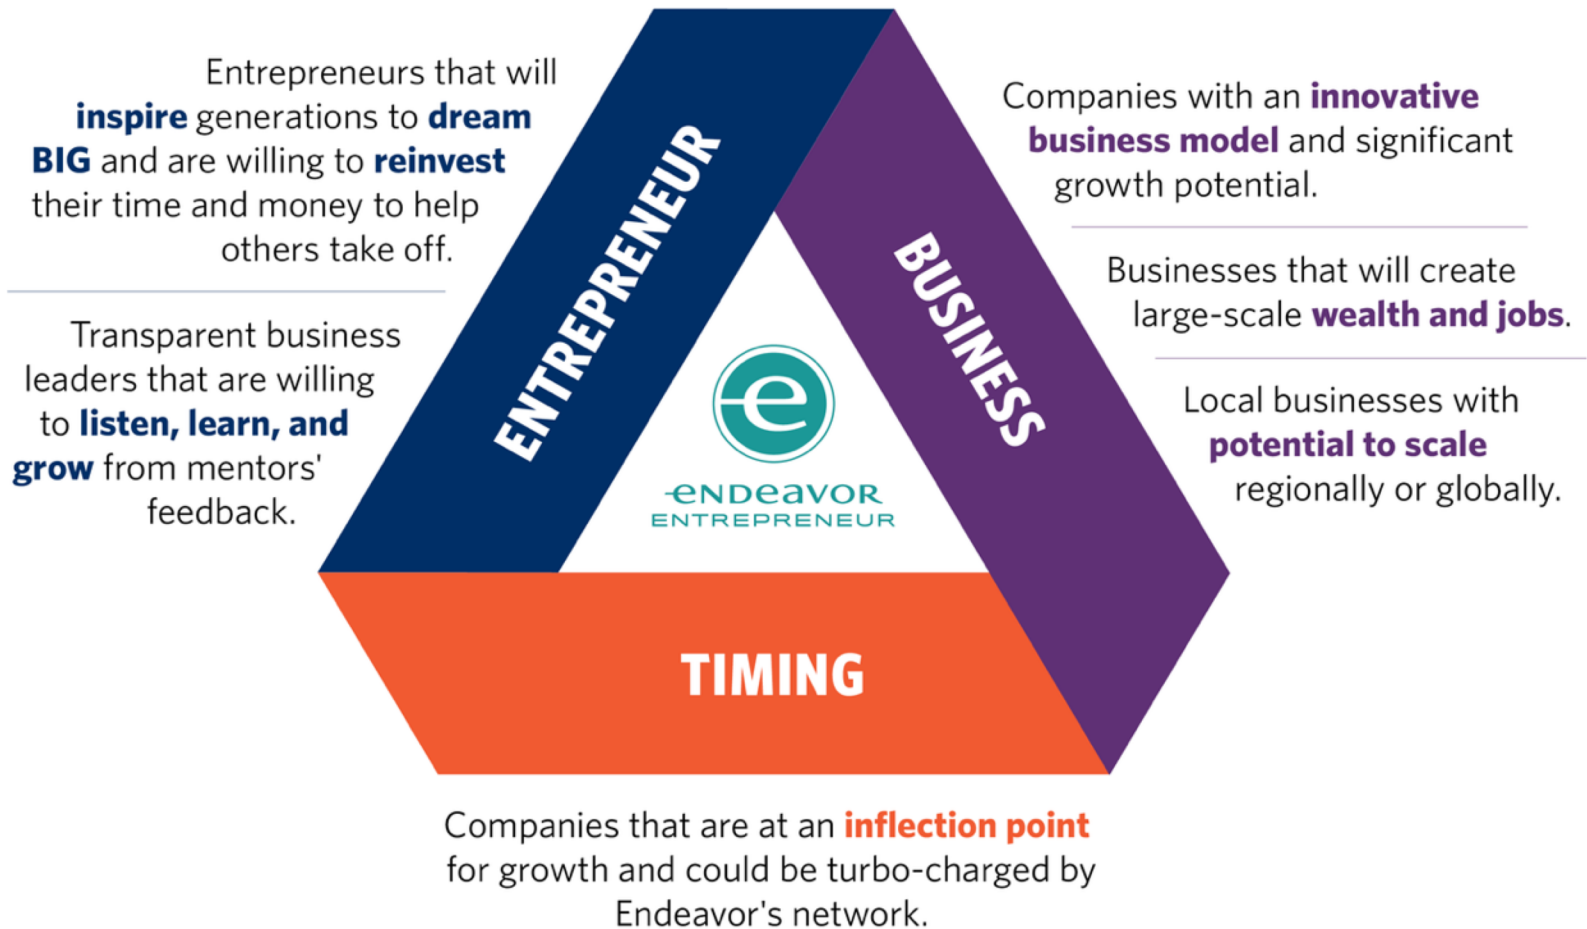 Entrepreneurs that will
inspire generations to dream
BIG and are willing to reinvest
their time and money to help
others take off.
Transparent business
leaders that are willing
to listen, learn, and
grow from mentors'
feedback.
ENTREPRENEUR
BUSINESS
Companies with an innovative
business model and significant
growth potential.
Businesses that will create
large-scale wealth and jobs.
Local businesses with
potential to scale
regionally or globally.
e
eNDeavOR
ENTREPRENEUR
TIMING
Companies that are at an inflection point
for growth and could be turbo-charged by
Endeavor's network.